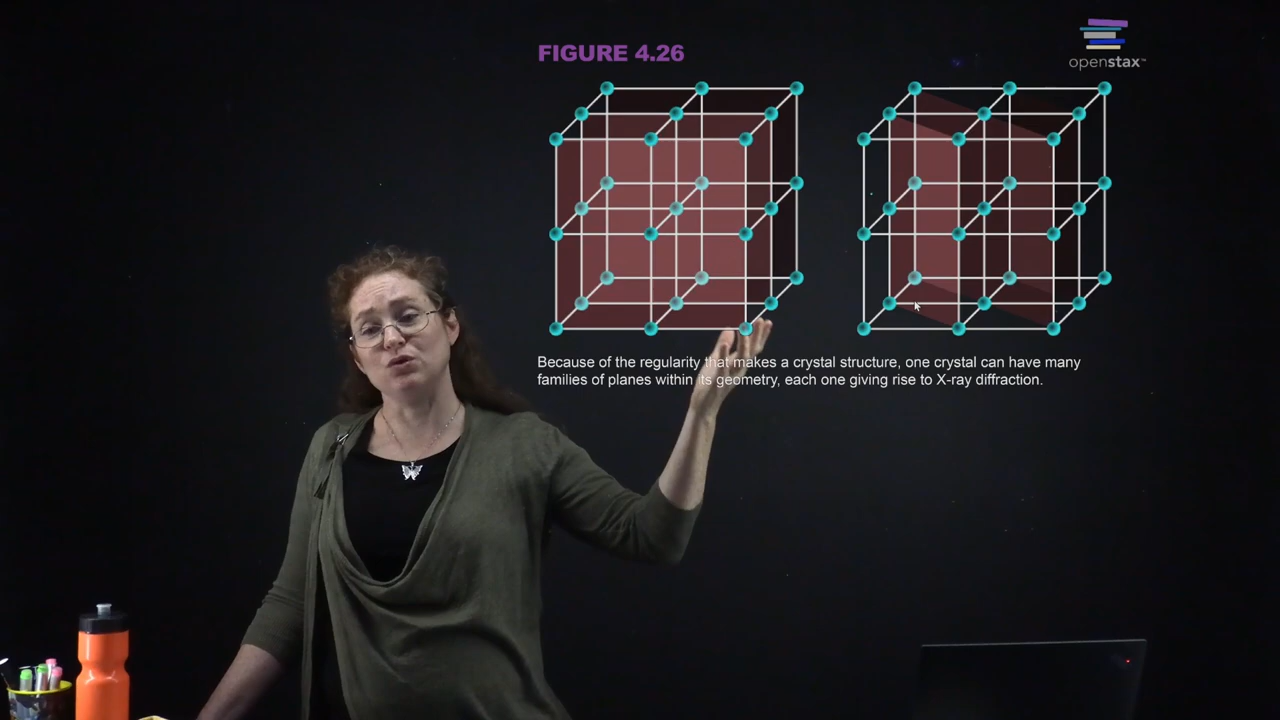 FIGURE 4.26
openstax™
Because of the regularity that makes a crystal structure, one crystal can have many
families of planes within its geometry, each one giving rise to X-ray diffraction.